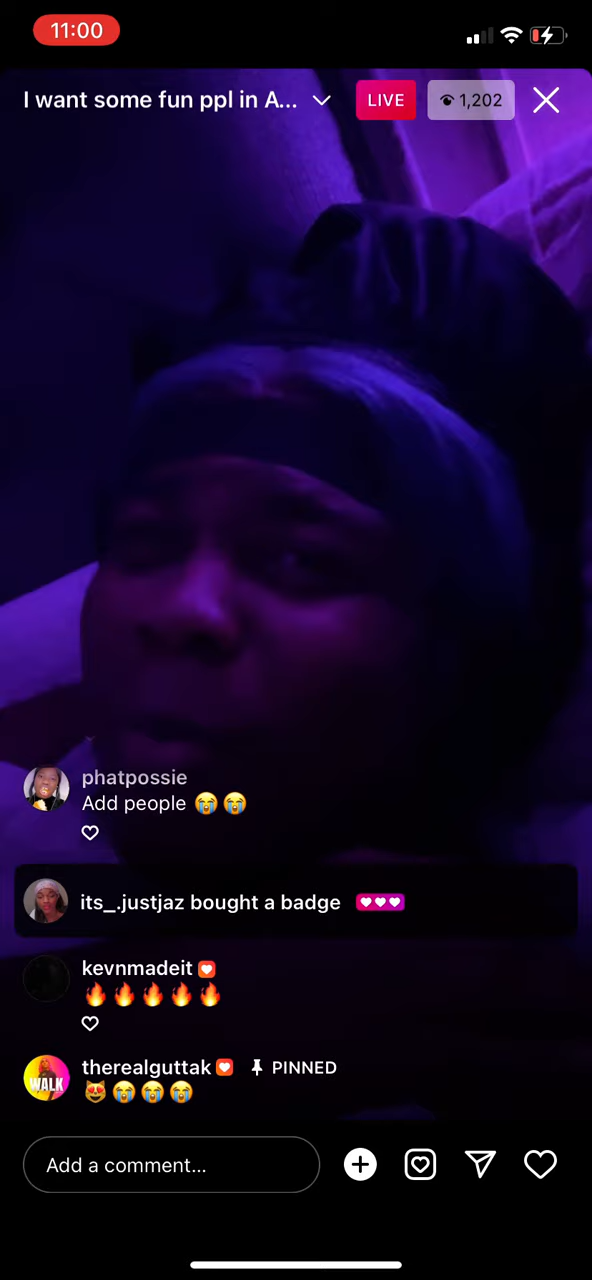 11:00
I want some fun ppl in A...
LIVE
1,202
phatpossie
Add people 😭😭
its_.justjaz bought a badge
kevnmadeit
🔥🔥🔥🔥🔥
WALK
therealguttak PINNED
😻😭😭😭
Add a comment...